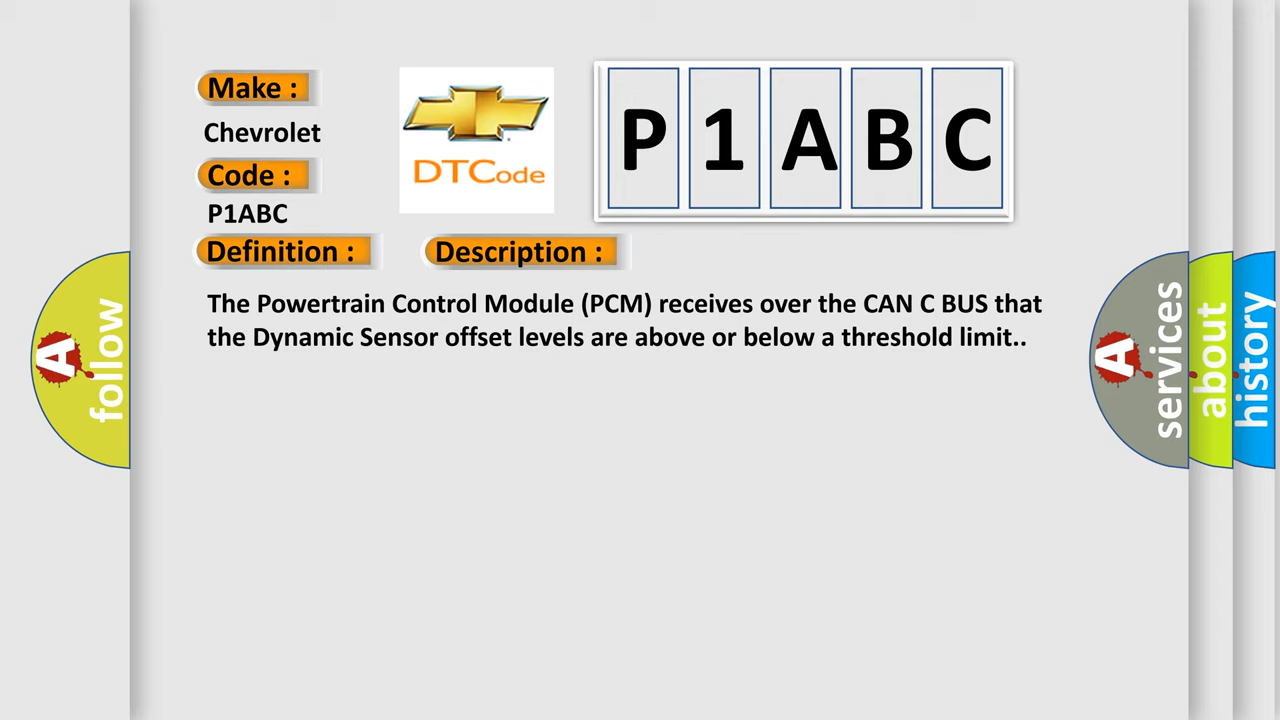 Make :
Chevrolet
Code :
P1ABC
Definition :
Description :
The Powertrain Control Module (PCM) receives over the CAN C BUS that
the Dynamic Sensor offset levels are above or below a threshold limit..
DTCode
P1ABC
A follow
A services
about
history